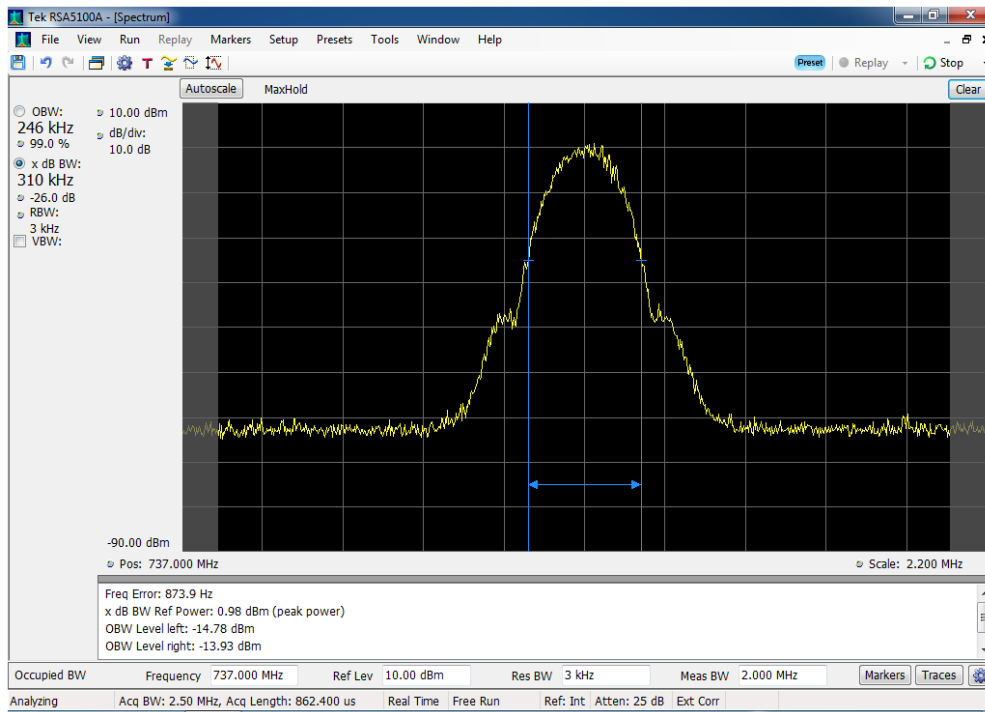 Tek RSA5100A - [Spectrum]
File View Run Replay Markers Setup Presets Tools Window Help
T Preset Replay Stop
Autoscale MaxHold Clear
OBW:
246 kHz
99.0 %
x dB BW:
310 kHz
-26.0 dB
RBW:
3 kHz
VBW:
10.00 dBm
dB/div:
10.0 dB
-90.00 dBm
Pos: 737.000 MHz Scale: 2.200 MHz
Freq Error: 873.9 Hz
x dB BW Ref Power: 0.98 dBm (peak power)
OBW Level left: -14.78 dBm
OBW Level right: -13.93 dBm
Occupied BW Frequency 737.000 MHz Ref Lev 10.00 dBm Res BW 3 kHz Meas BW 2.000 MHz Markers Traces
Analyzing Acq BW: 2.50 MHz, Acq Length: 862.400 us Real Time Free Run Ref: Int Atten: 25 dB Ext Corr